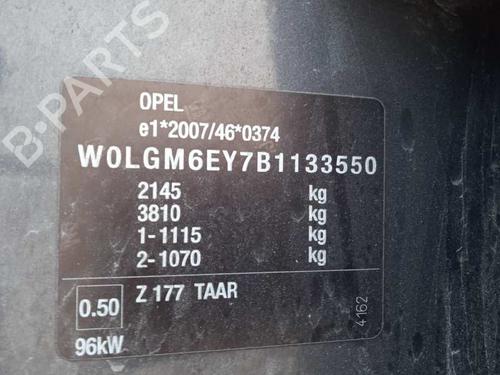 OPEL
e1*2007/46*0374
W0LGM6EY7B1133550
2145 kg
3810 kg
1-1115 kg
2-1070 kg
0.50 Z 177 TAAR
96kW
4162
B-PARTS